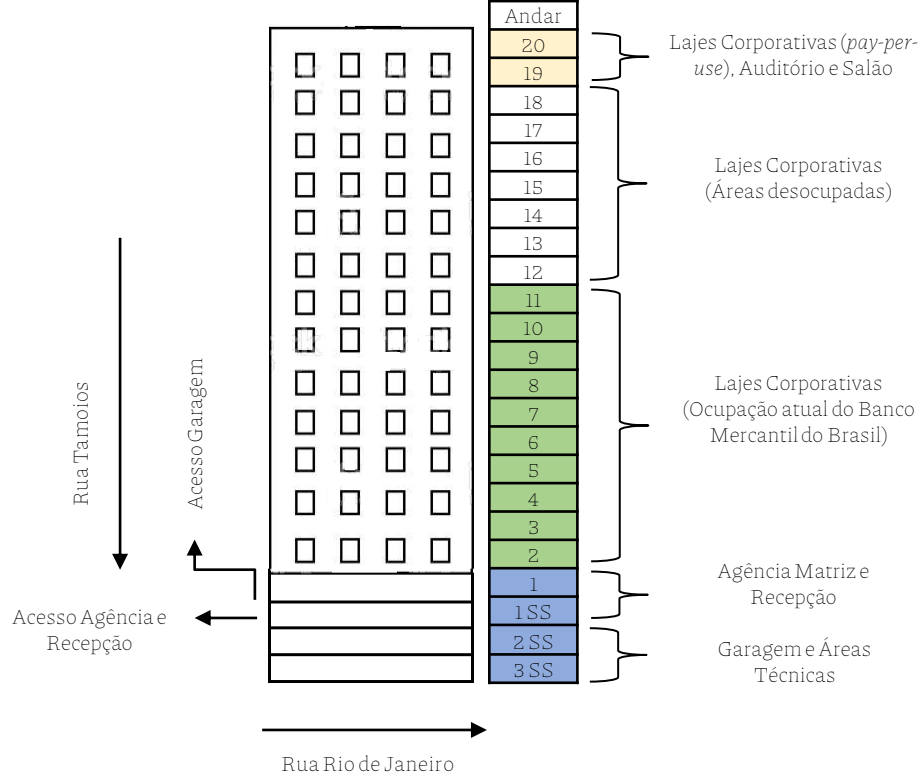 Andar
20
19
18
17
16
15
14
13
12
11
10
9
8
7
6
5
4
3
2
1
1 SS
2 SS
3 SS
Lajes Corporativas (pay-per-
use), Auditório e Salão
Lajes Corporativas
(Áreas desocupadas)
Lajes Corporativas
(Ocupação atual do Banco
Mercantil do Brasil)
Agência Matriz e
Recepção
Garagem e Áreas
Técnicas
Rua Tamoios
Acesso Garagem
Acesso Agência e
Recepção
Rua Rio de Janeiro